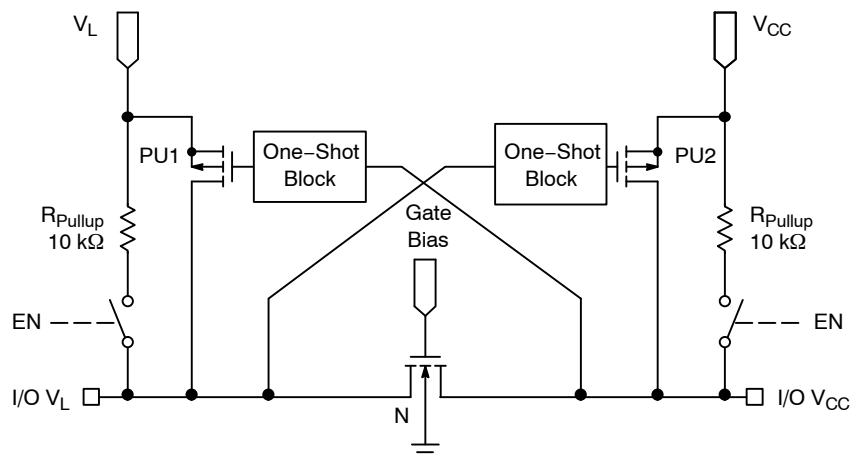 V_L
V_CC
PU1
One−Shot
Block
One−Shot
Block
PU2
R_Pullup
10 kΩ
Gate
Bias
R_Pullup
10 kΩ
EN
EN
I/O V_L
N
I/O V_CC